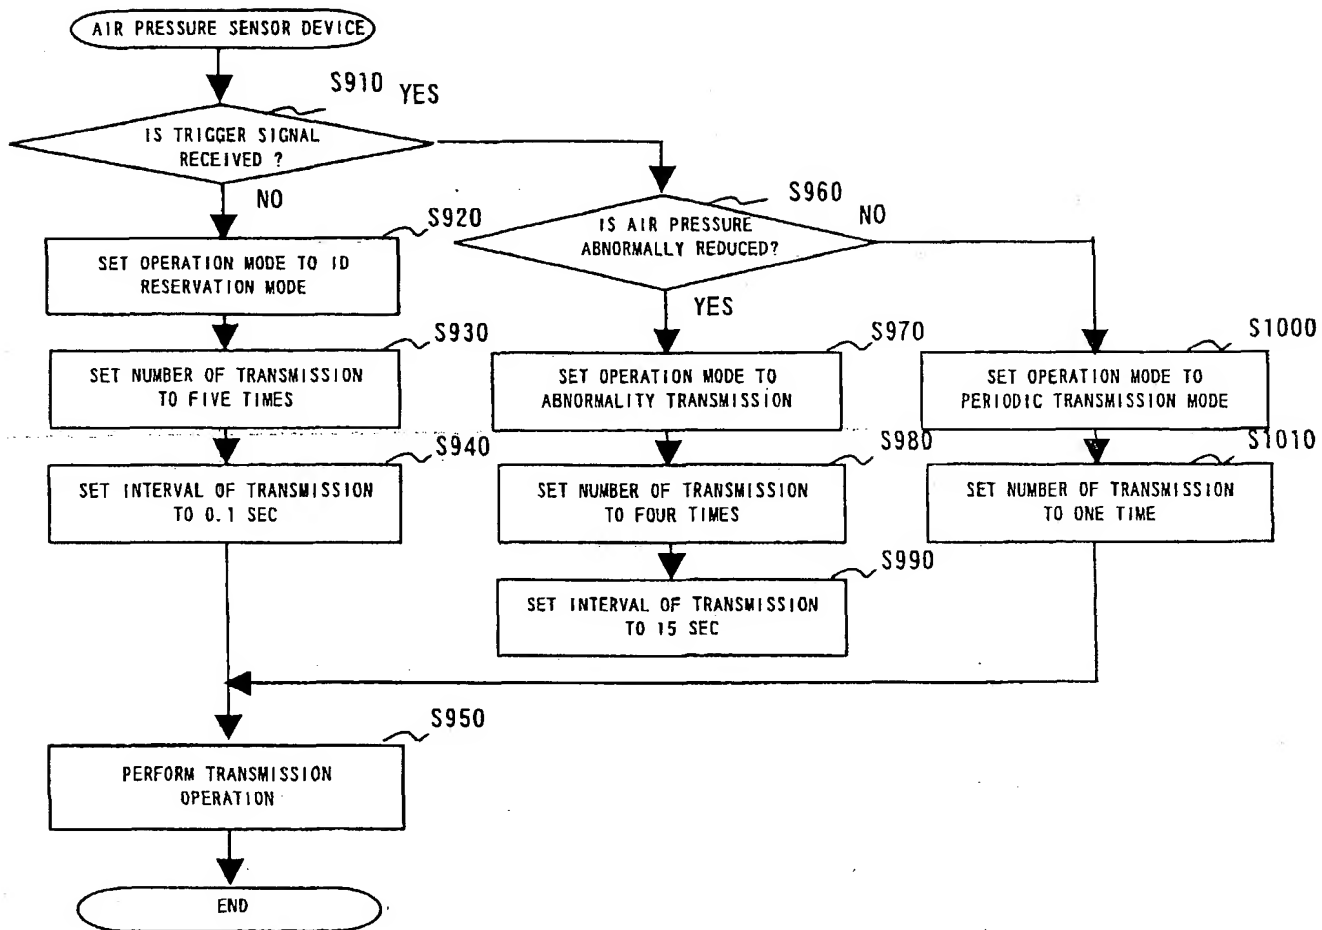 AIR PRESSURE SENSOR DEVICE
S910
YES
IS TRIGGER SIGNAL
RECEIVED ?
NO
S960
IS AIR PRESSURE
ABNORMALLY REDUCED?
NO
YES
S920
SET OPERATION MODE TO ID
RESERVATION MODE
S930
SET NUMBER OF TRANSMISSION
TO FIVE TIMES
S940
SET INTERVAL OF TRANSMISSION
TO 0.1 SEC
S970
SET OPERATION MODE TO
ABNORMALITY TRANSMISSION
S980
SET NUMBER OF TRANSMISSION
TO FOUR TIMES
S990
SET INTERVAL OF TRANSMISSION
TO 15 SEC
S1000
SET OPERATION MODE TO
PERIODIC TRANSMISSION MODE
S1010
SET NUMBER OF TRANSMISSION
TO ONE TIME
S950
PERFORM TRANSMISSION
OPERATION
END